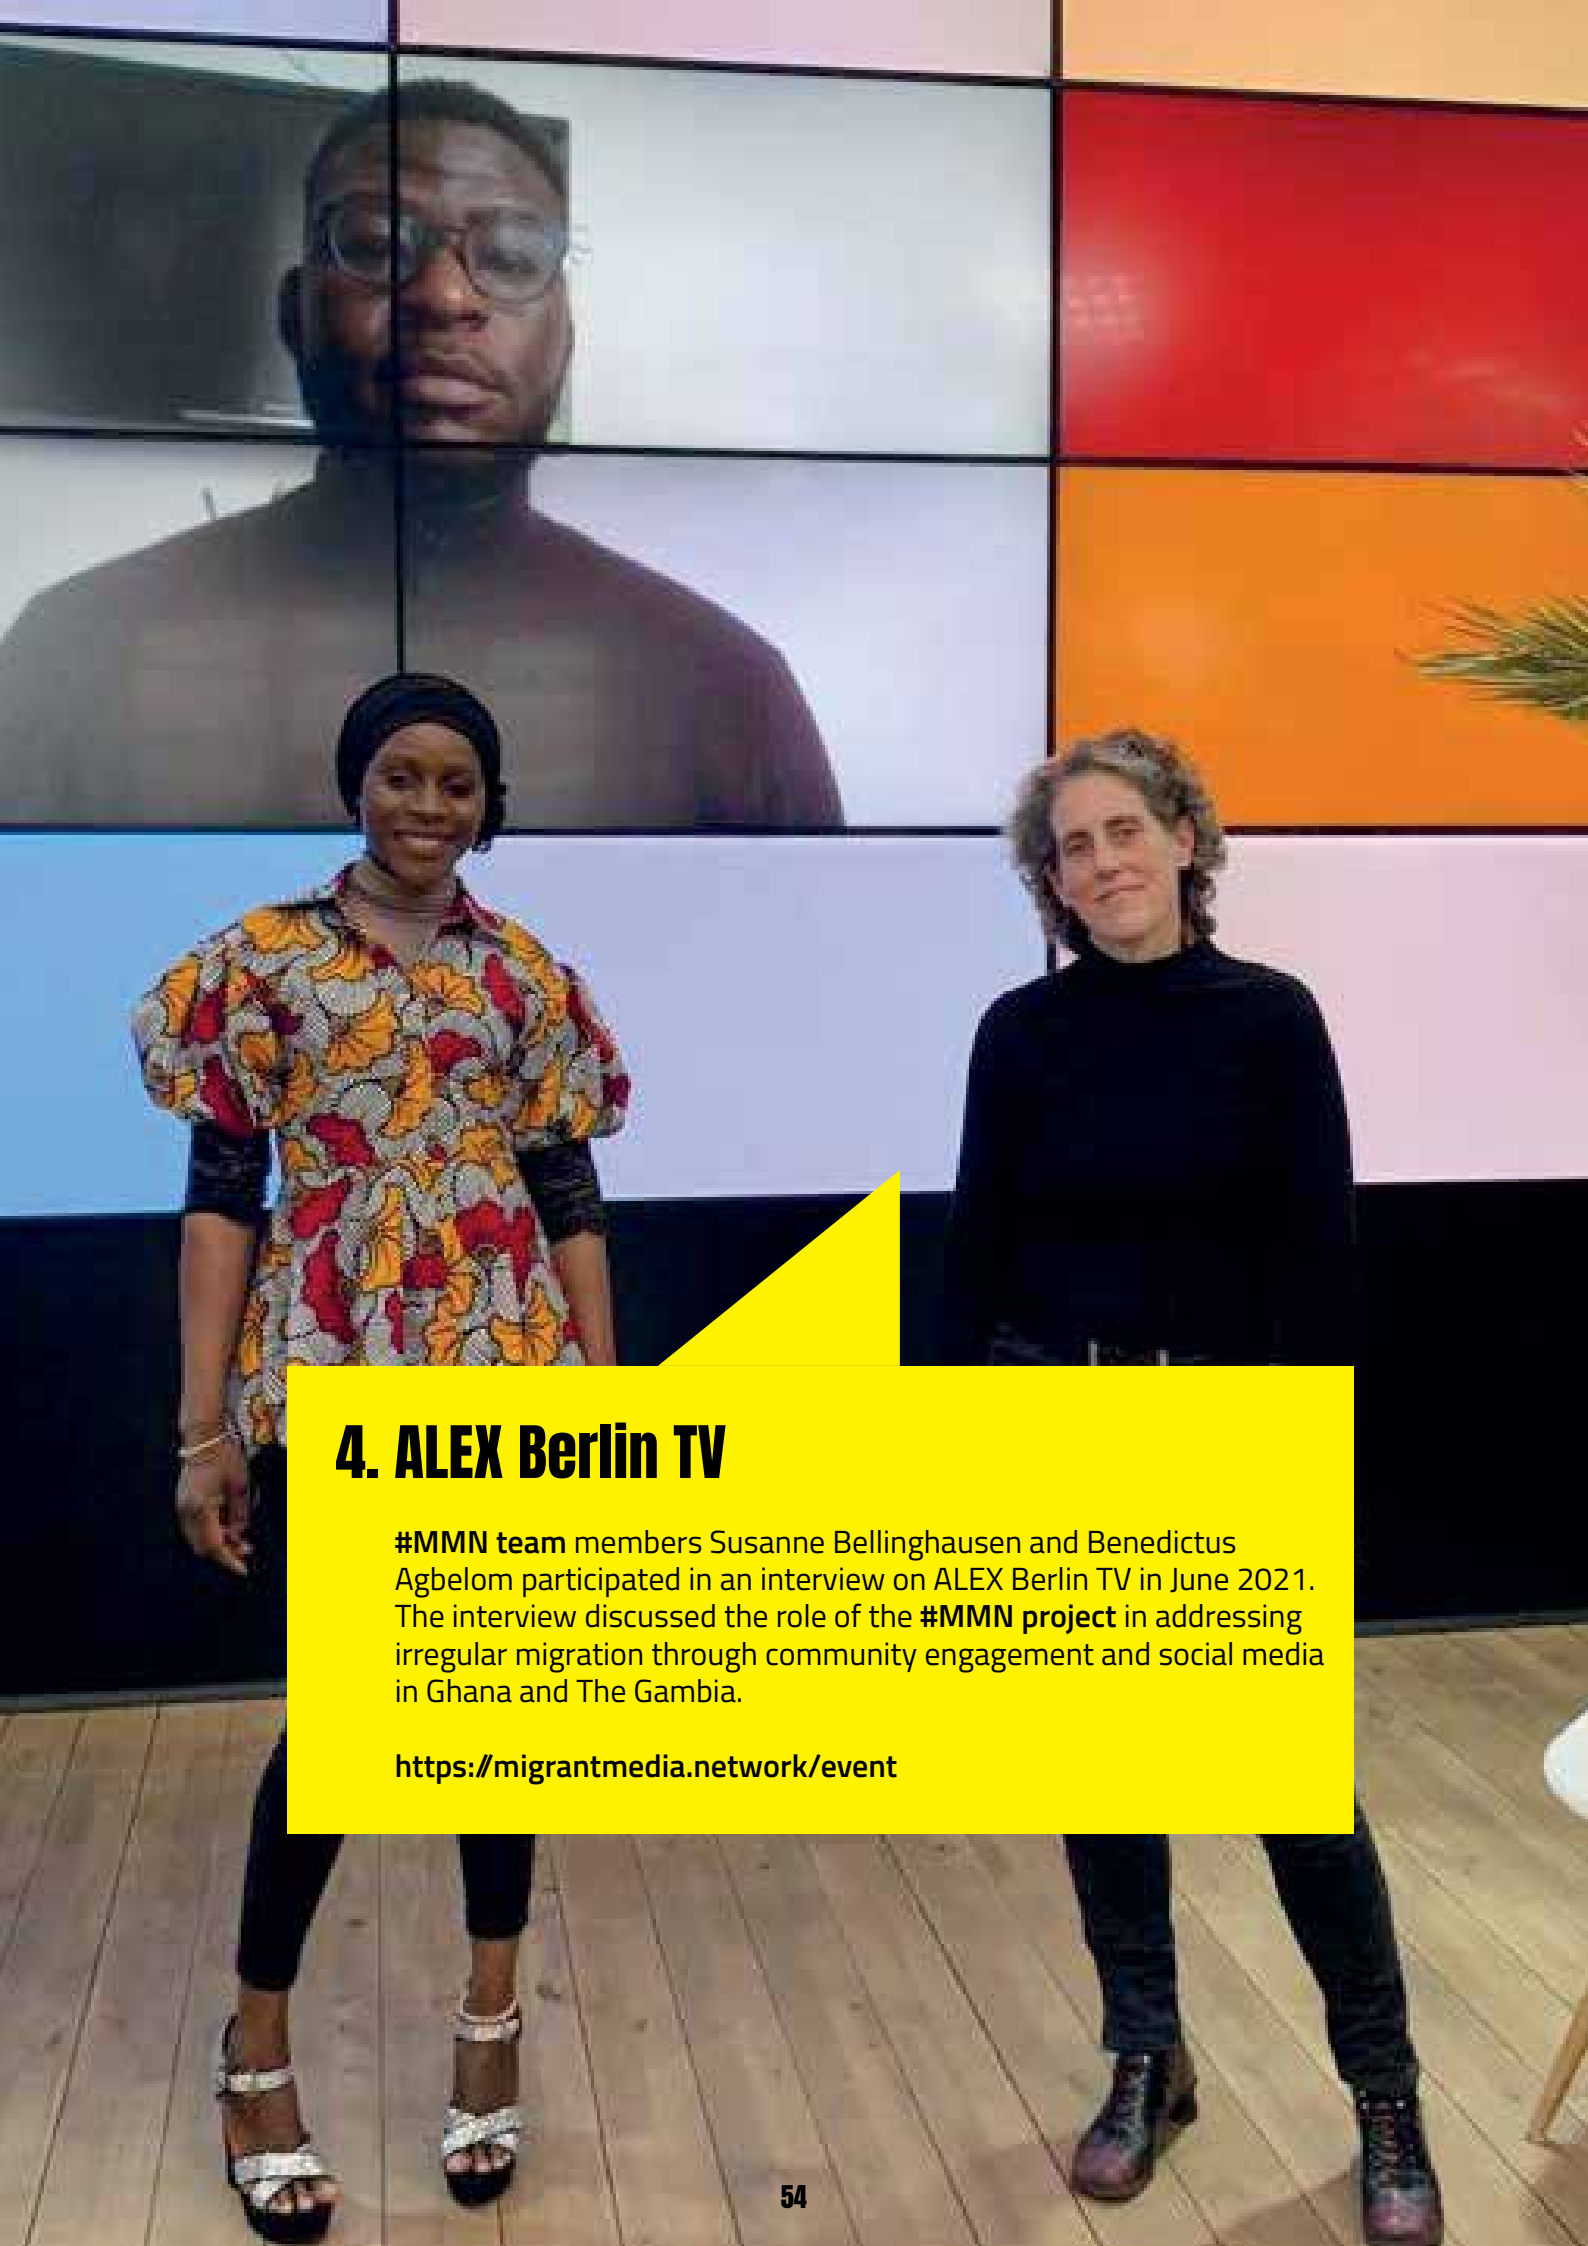 4. ALEX Berlin TV
#MMN team members Susanne Bellinghausen and Benedictus
Agbelom participated in an interview on ALEX Berlin TV in June 2021.
The interview discussed the role of the #MMN project in addressing
irregular migration through community engagement and social media
in Ghana and The Gambia.
https://migrantmedia.network/event
54